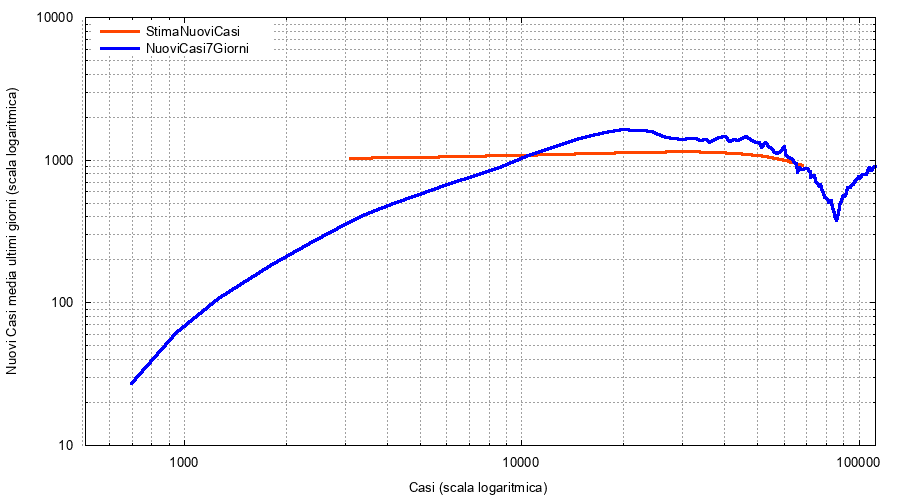 10000
StimaNuoviCasi
NuoviCasi7Giorni
1000
100
10
Nuovi Casi media ultimi giorni (scala logaritmica)
1000
10000
100000
Casi (scala logaritmica)